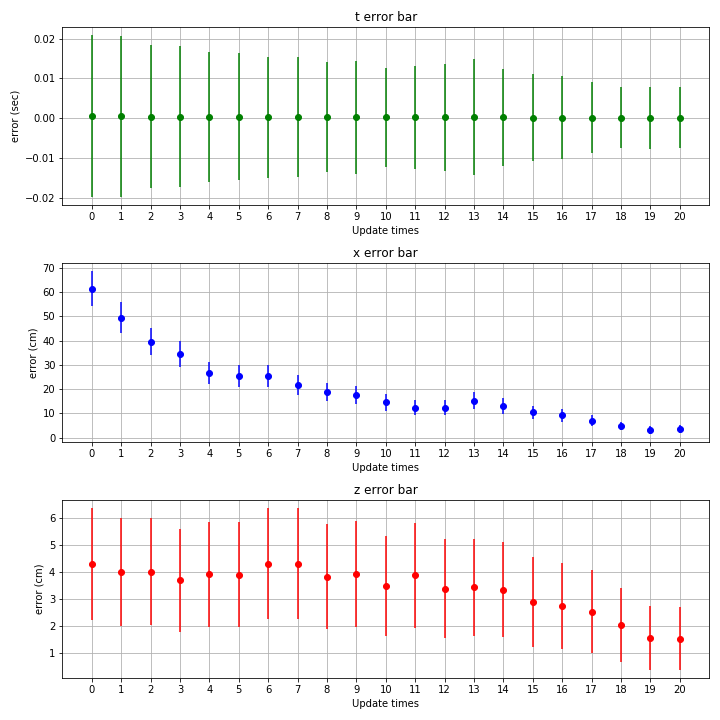 t error bar
0.02
0.01
0.00
−0.01
−0.02
error (sec)
0 1 2 3 4 5 6 7 8 9 10 11 12 13 14 15 16 17 18 19 20
Update times
x error bar
70
60
50
40
30
20
10
0
error (cm)
0 1 2 3 4 5 6 7 8 9 10 11 12 13 14 15 16 17 18 19 20
Update times
z error bar
6
5
4
3
2
1
error (cm)
0 1 2 3 4 5 6 7 8 9 10 11 12 13 14 15 16 17 18 19 20
Update times